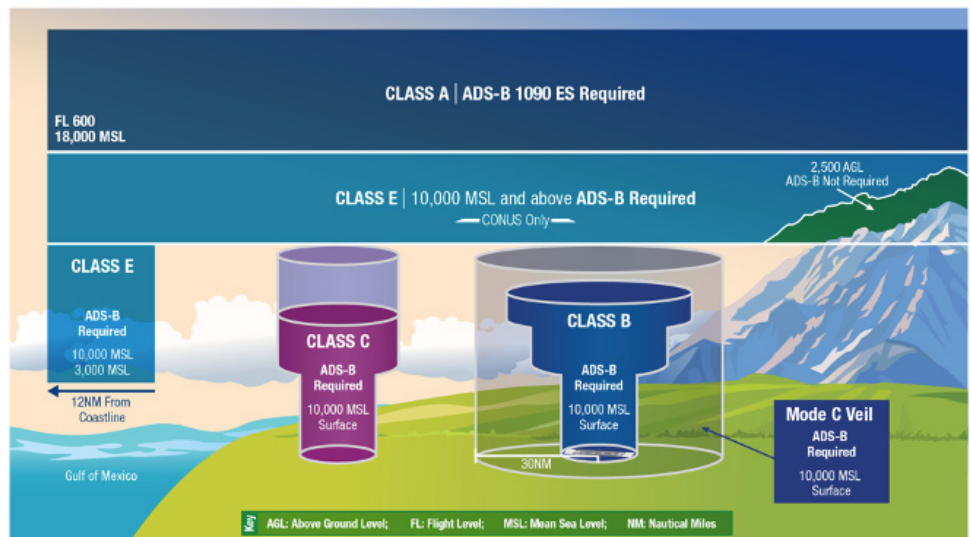 CLASS A | ADS-B 1090 ES Required
FL 600
18,000 MSL
2,500 AGL
ADS-B Not Required
CLASS E | 10,000 MSL and above ADS-B Required
CONUS Only
CLASS E
ADS-B
Required
10,000 MSL
3,000 MSL
12NM From
Coastline
Gulf of Mexico
CLASS C
ADS-B
Required
10,000 MSL
Surface
CLASS B
ADS-B
Required
10,000 MSL
Surface
30NM
Mode C Veil
ADS-B
Required
10,000 MSL
Surface
Key AGL: Above Ground Level; FL: Flight Level; MSL: Mean Sea Level; NM: Nautical Miles